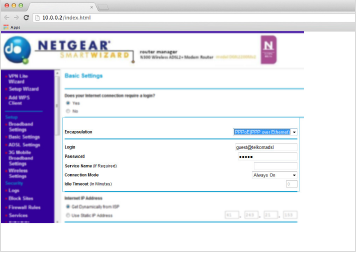 10.0.0.2/index.html
Apps
NETGEAR
SMARTWIZARD
router manager
N
Basic Settings
VPN Lite
Wizard
Setup Wizard
Add WPS
Client
Setup
Broadband
Settings
Basic Settings
ADSL Settings
3G Mobile
Broadband
Settings
Wireless
Settings
Security
Logs
Block Sites
Firewall Rules
Services
Does your Internet connection require a login?
Yes
No
Encapsulation
PPPoE(PPP over Ethernet)
Login
guest@telkomadsl
Password
Service Name (If Required)
Connection Mode
Always On
Idle Timeout (In Minutes)
Internet IP Address
Get Dynamically from ISP
Use Static IP Address